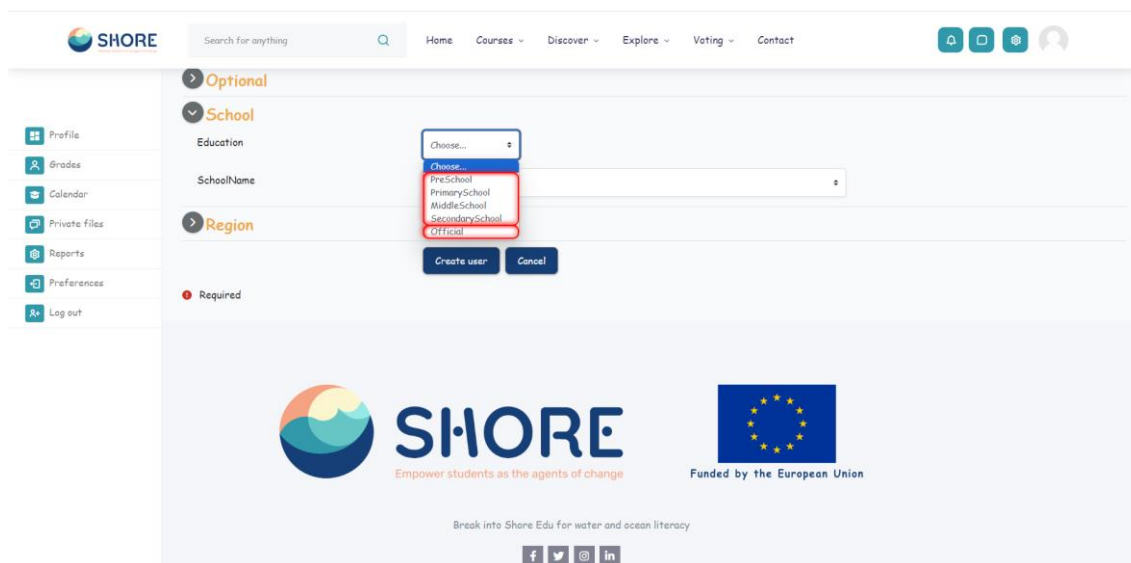 SHORE
Search for anything
Home Courses Discover Explore Voting Contact
Optional
School
Profile
Education
Choose...
Grades
Choose...
SchoolName
PreSchool
Calendar
PrimarySchool
MiddleSchool
Private files
Region
SecondarySchool
Official
Reports
Create user Cancel
Preferences
Required
Log out
SHORE
Empower students as the agents of change
Funded by the European Union
Break into Shore Edu for water and ocean literacy